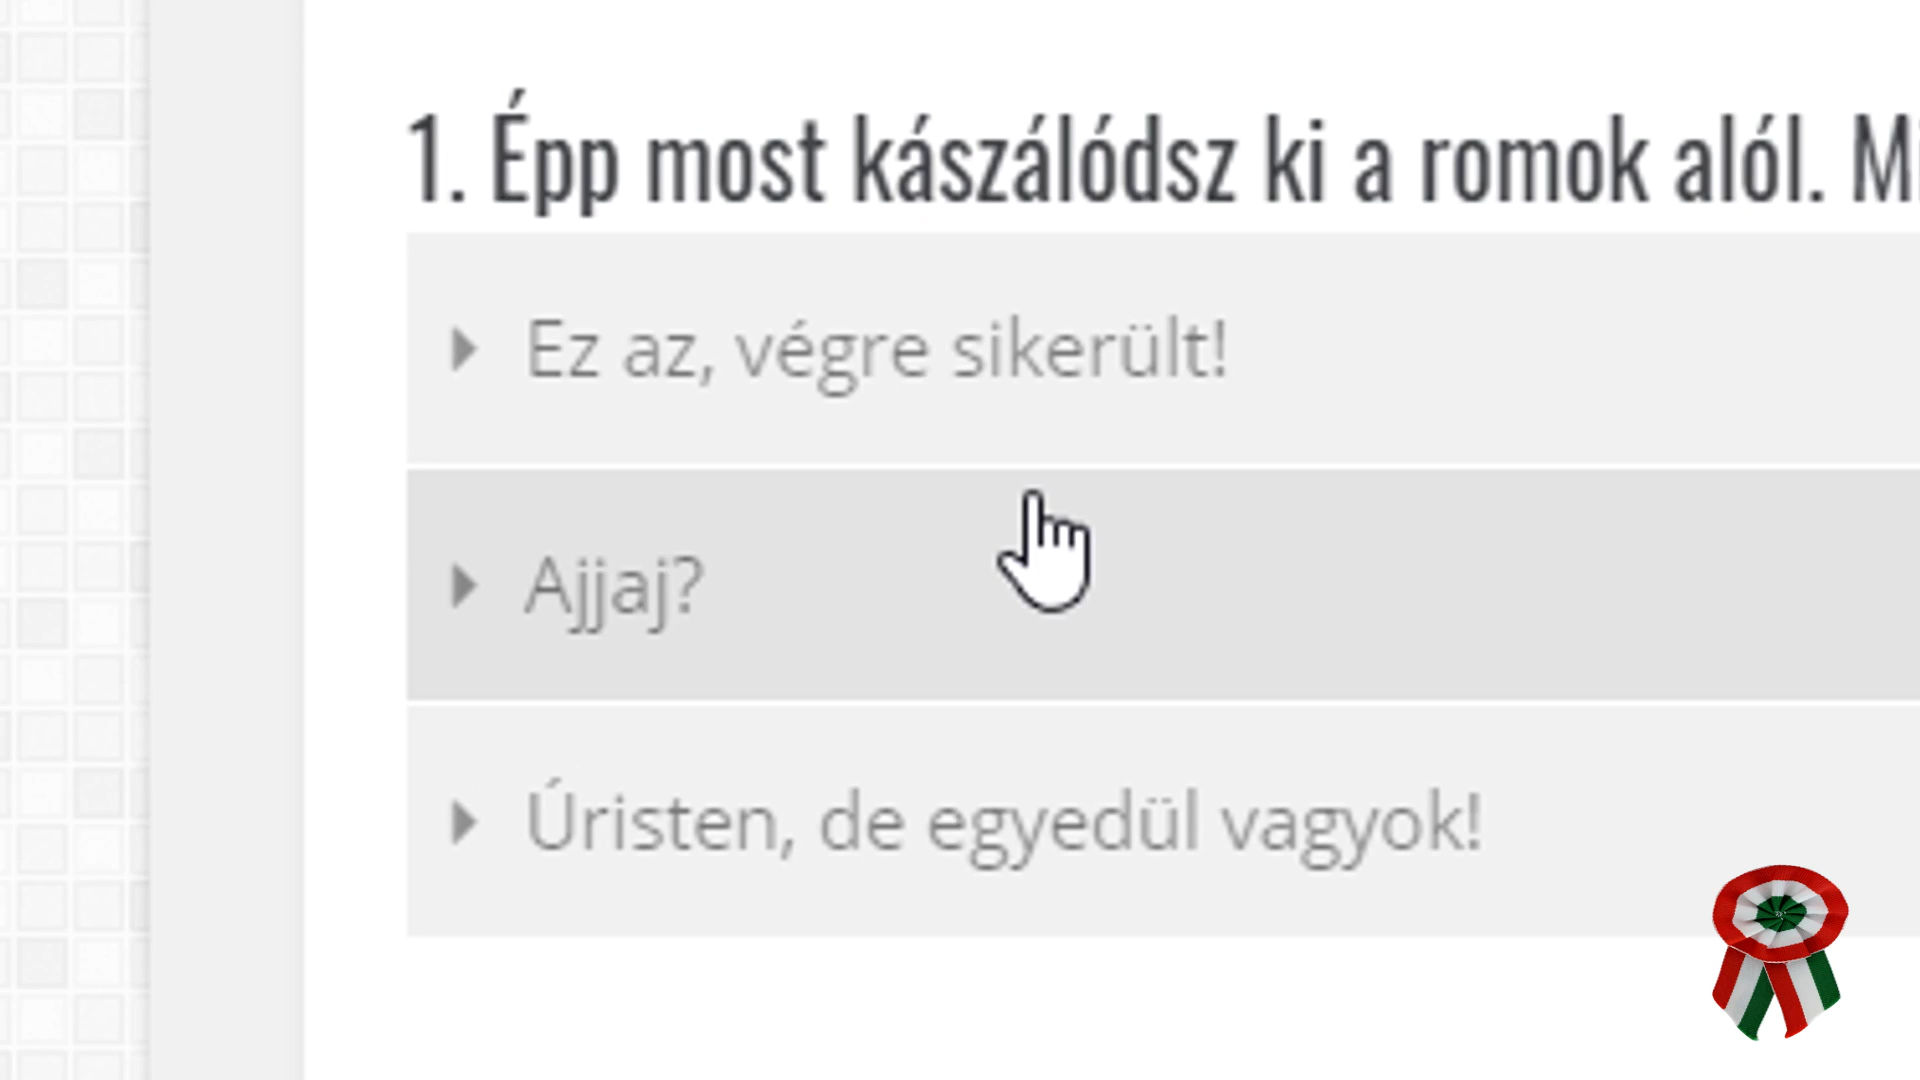 1. Épp most kászálódsz ki a romok alól.
Ez az, végre sikerült!
Ajjaj?
Úristen, de egyedül vagyok!